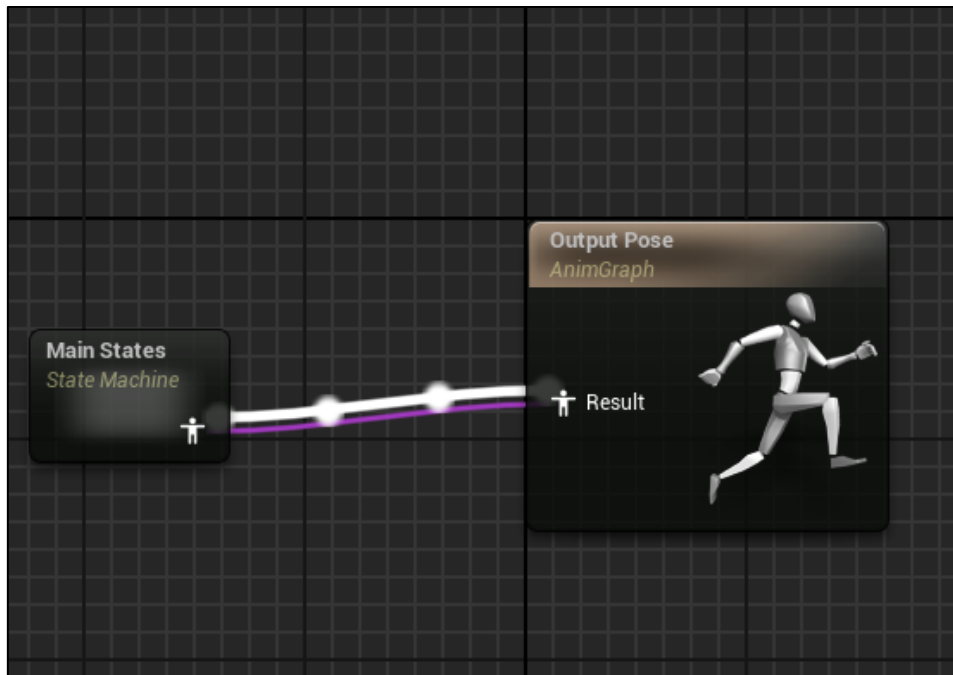 Main States
State Machine
Output Pose
AnimGraph
Result